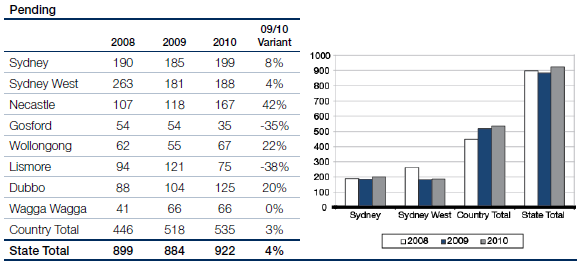 Pending
2008 2009 2010 09/10 Variant
Sydney 190 185 199 8%
Sydney West 263 181 188 4%
Necastle 107 118 167 42%
Gosford 54 54 35 -35%
Wollongong 62 55 67 22%
Lismore 94 121 75 -38%
Dubbo 88 104 125 20%
Wagga Wagga 41 66 66 0%
Country Total 446 518 535 3%
State Total 899 884 922 4%
1000
900
800
700
600
500
400
300
200
100
0
Sydney Sydney West Country Total State Total
2008 2009 2010